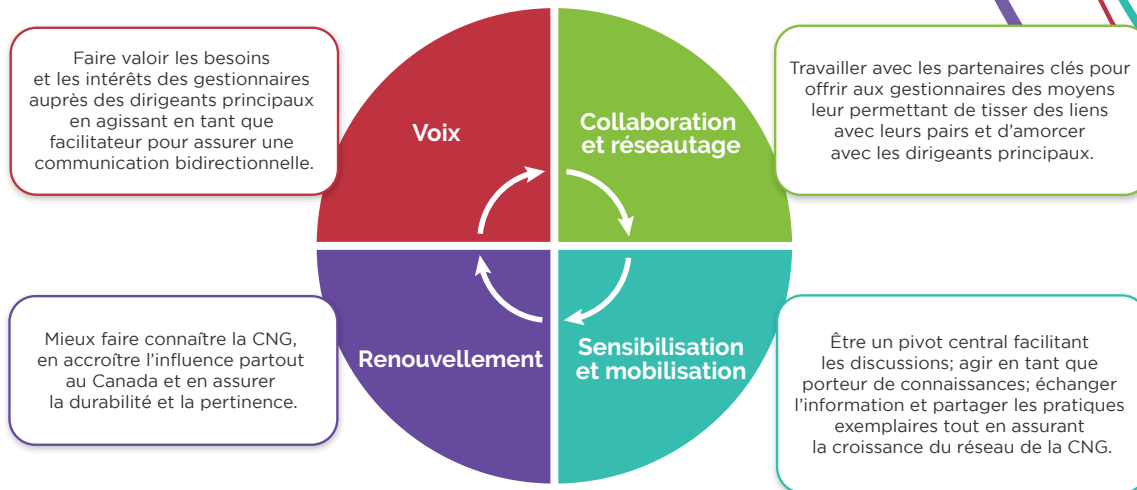 Faire valoir les besoins
et les intérêts des gestionnaires
auprès des dirigeants principaux
en agissant en tant que
facilitateur pour assurer une
communication bidirectionnelle.
Voix
Collaboration
et réseautage
Travailler avec les partenaires clés pour
offrir aux gestionnaires des moyens
leur permettant de tisser des liens
avec leurs pairs et d’amorcer
avec les dirigeants principaux.
Mieux faire connaître la CNG,
en accroître l’influence partout
au Canada et en assurer
la durabilité et la pertinence.
Renouvellement
Sensibilisation
et mobilisation
Être un pivot central facilitant
les discussions; agir en tant que
porteur de connaissances; échanger
l’information et partager les pratiques
exemplaires tout en assurant
la croissance du réseau de la CNG.